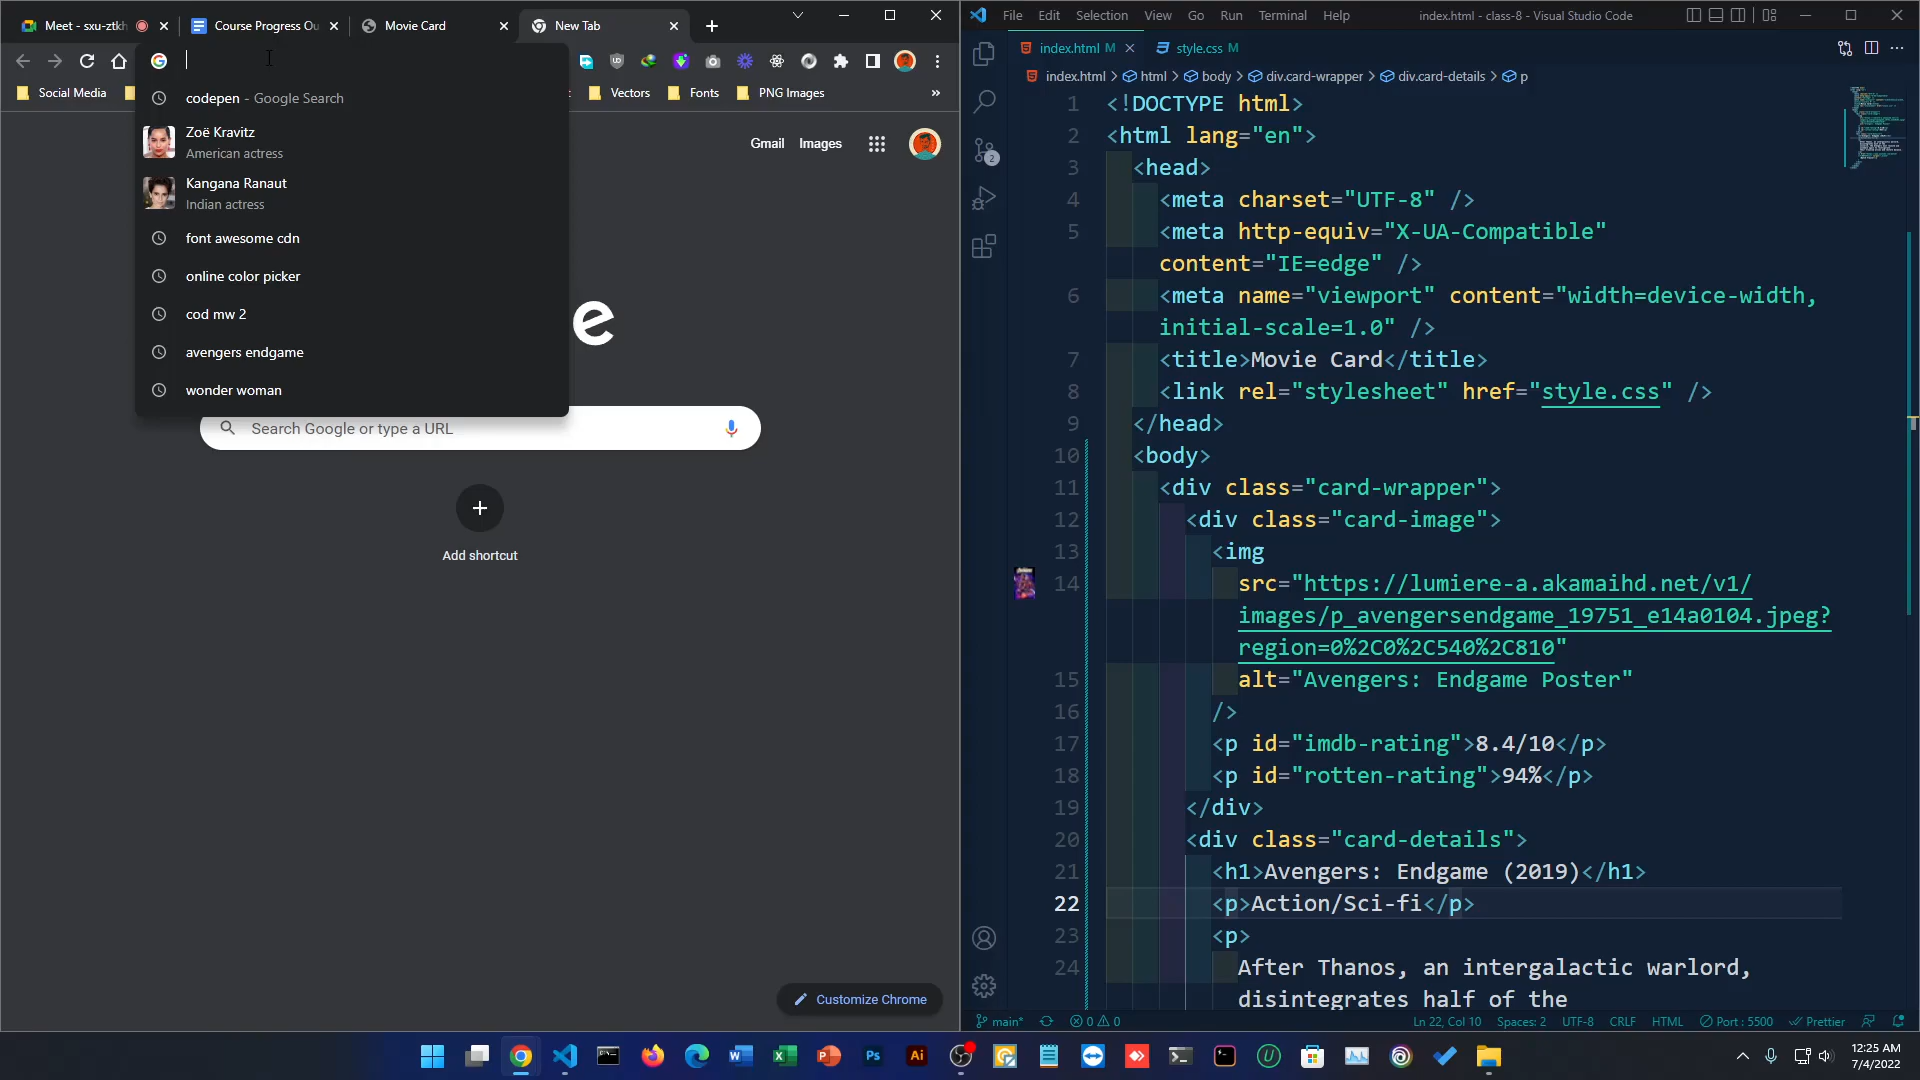 Meet - sxu-ztkh
Course Progress Ou
Movie Card
New Tab
Social Media
Vectors
Fonts
PNG Images
»
codepen - Google Search
Zoë Kravitz
American actress
Kangana Ranaut
Indian actress
font awesome cdn
online color picker
cod mw 2
avengers endgame
wonder woman
Gmail
Images
e
Search Google or type a URL
Add shortcut
Customize Chrome
File Edit Selection View Go Run Terminal Help
index.html - class-8 - Visual Studio Code
index.html M
style.css M
index.html > html > body > div.card-wrapper > div.card-details > p
2
1 <!DOCTYPE html>
2 <html lang="en">
3 <head>
4 <meta charset="UTF-8" />
5 <meta http-equiv="X-UA-Compatible"
content="IE=edge" />
6 <meta name="viewport" content="width=device-width,
initial-scale=1.0" />
7 <title>Movie Card</title>
8 <link rel="stylesheet" href="style.css" />
9 </head>
10 <body>
11 <div class="card-wrapper">
12 <div class="card-image">
13 <img
14 src="https://lumiere-a.akamaihd.net/v1/
images/p_avengersendgame_19751_e14a0104.jpeg?
region=0%2C0%2C540%2C810"
15 alt="Avengers: Endgame Poster"
16 />
17 <p id="imdb-rating">8.4/10</p>
18 <p id="rotten-rating">94%</p>
19 </div>
20 <div class="card-details">
21 <h1>Avengers: Endgame (2019)</h1>
22 <p>Action/Sci-fi</p>
23 <p>
24 After Thanos, an intergalactic warlord,
disintegrates half of the
main* 0 0 Ln 22, Col 10 Spaces: 2 UTF-8 CRLF HTML Port : 5500 Prettier
12:25 AM
7/4/2022